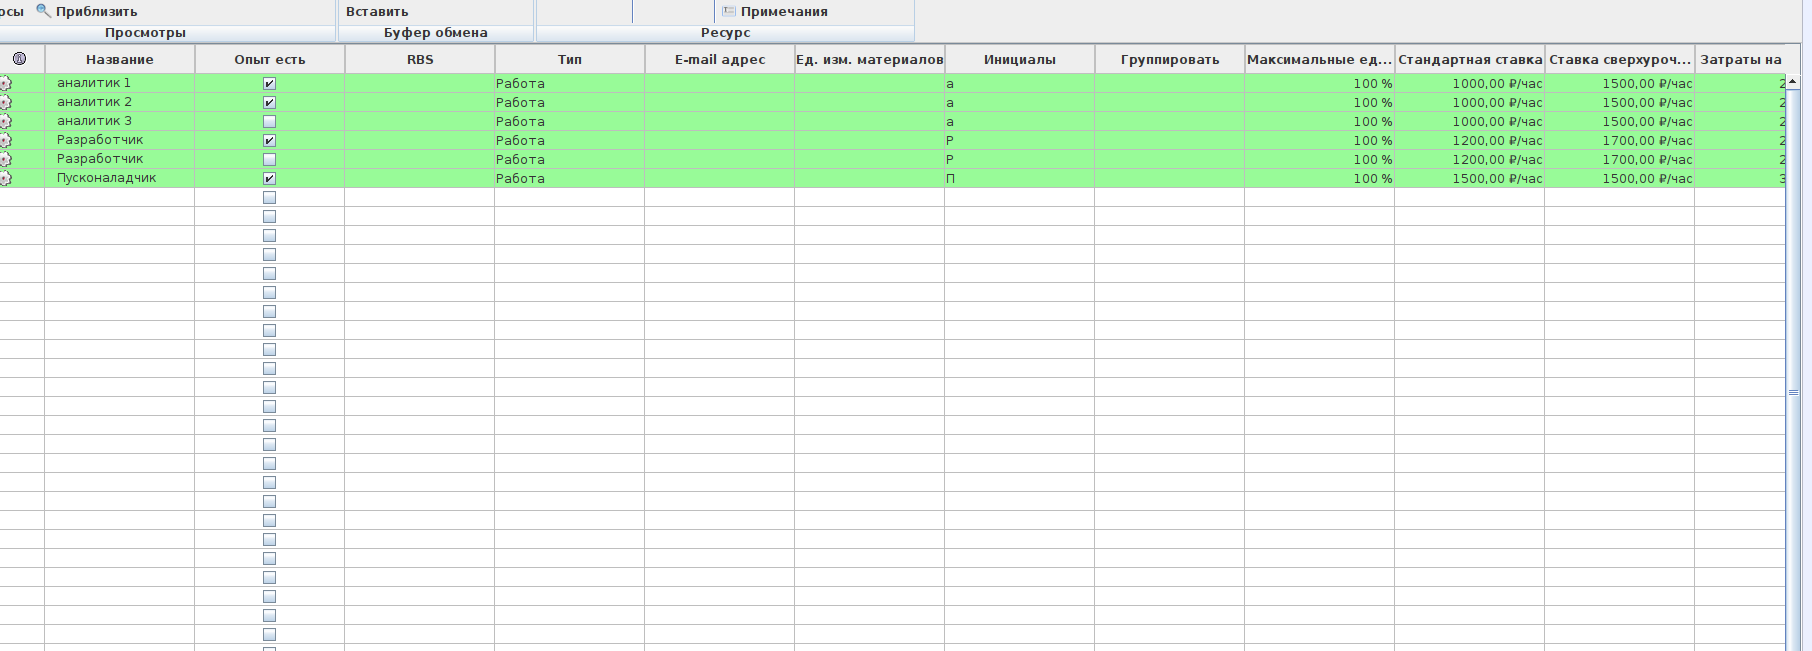 рсы Приблизить Вставить Примечания
Просмотры Буфер обмена Ресурс
Название Опыт есть RBS Тип E-mail адрес Ед. изм. материалов Инициалы Группировать Максимальные ед... Стандартная ставка Ставка сверхуроч... Затраты на
аналитик 1 Работа а 100 % 1000,00 ₽/час 1500,00 ₽/час 2
аналитик 2 Работа а 100 % 1000,00 ₽/час 1500,00 ₽/час 2
аналитик 3 Работа а 100 % 1000,00 ₽/час 1500,00 ₽/час 2
Разработчик Работа Р 100 % 1200,00 ₽/час 1700,00 ₽/час 2
Разработчик Работа Р 100 % 1200,00 ₽/час 1700,00 ₽/час 2
Пусконаладчик Работа П 100 % 1500,00 ₽/час 1500,00 ₽/час 3